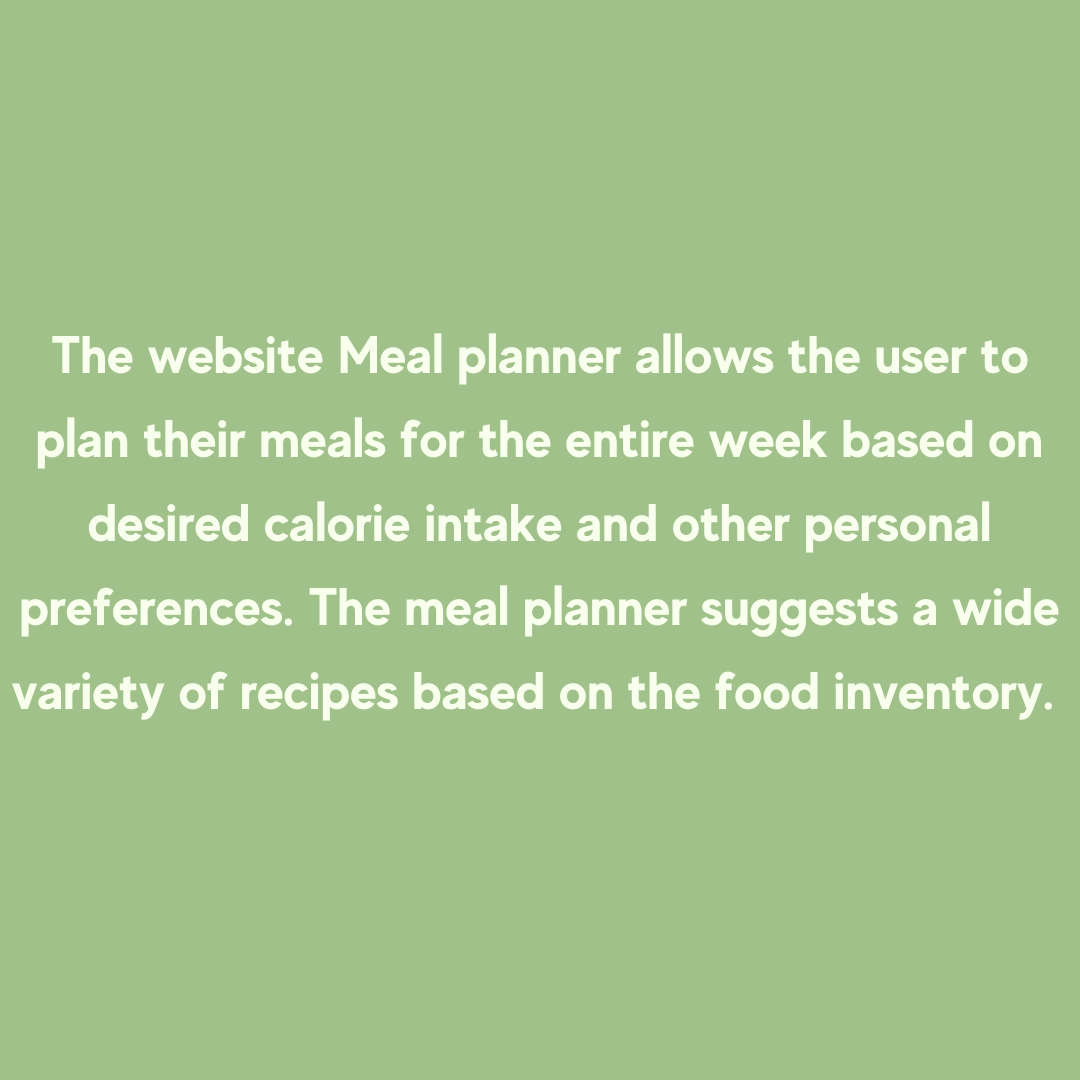 The website Meal planner allows the user to
plan their meals for the entire week based on
desired calorie intake and other personal
preferences. The meal planner suggests a wide
variety of recipes based on the food inventory.